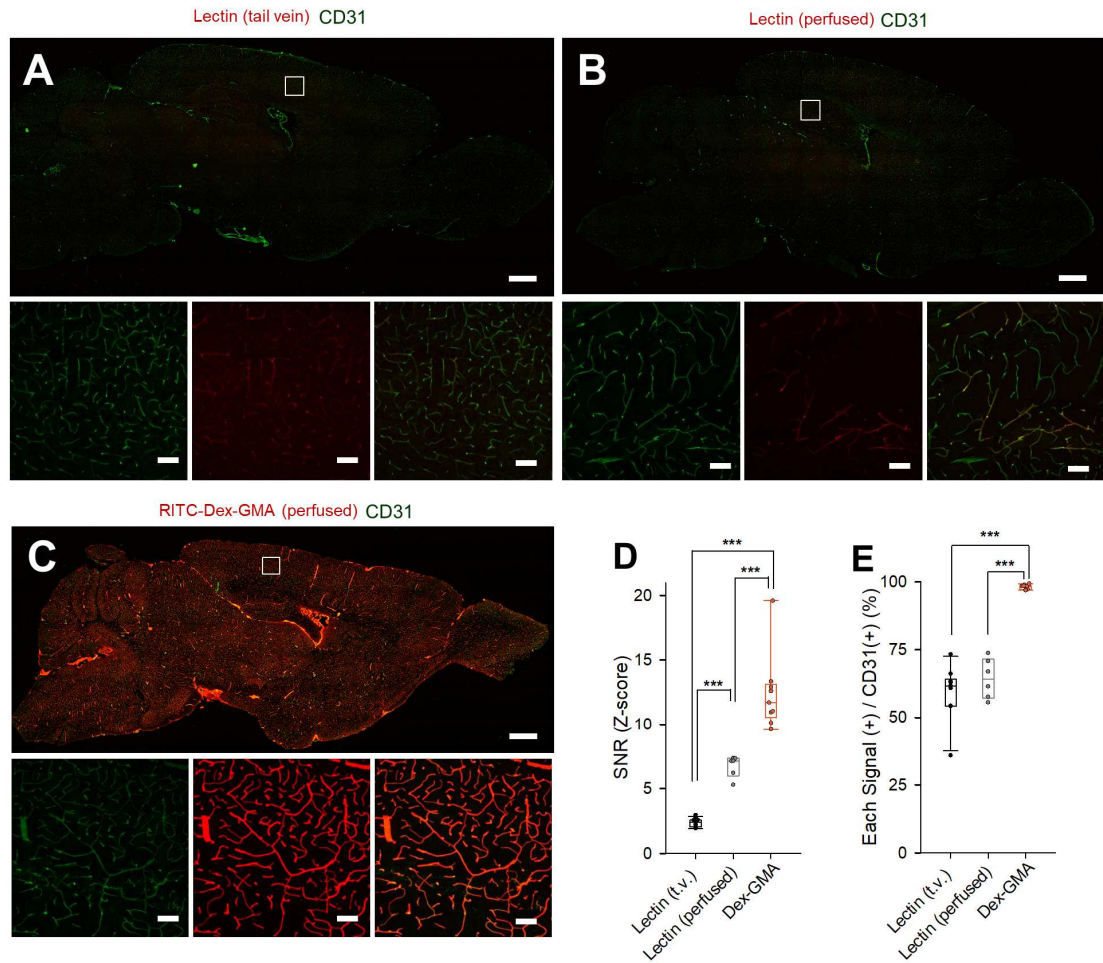 Lectin (tail vein) CD31
A
Lectin (perfused) CD31
B
RITC-Dex-GMA (perfused) CD31
C
D
SNR (Z-score)
20
15
10
5
0
***
***
***
Lectin (t.v.)
Lectin (perfused)
Dex-GMA
E
Each Signal (+) / CD31(+) (%)
100
75
50
25
0
***
***
Lectin (t.v.)
Lectin (perfused)
Dex-GMA